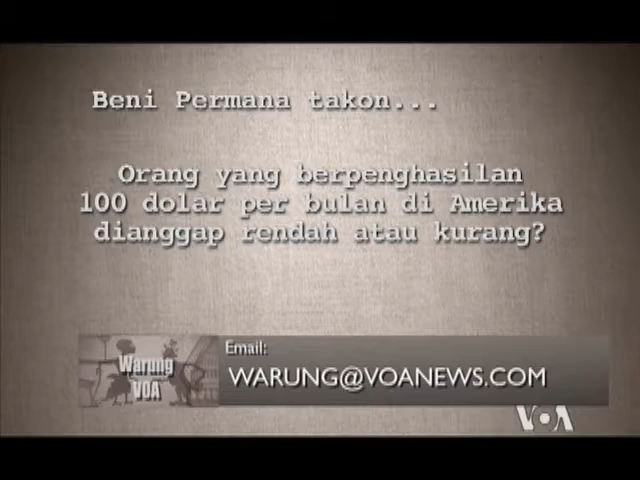 Beni Permana takon...
Orang yang berpenghasilan
100 dolar per bulan di Amerika
dianggap rendah atau kurang?
Warung
VOA
Email:
WARUNG@VOANEWS.COM
VOA